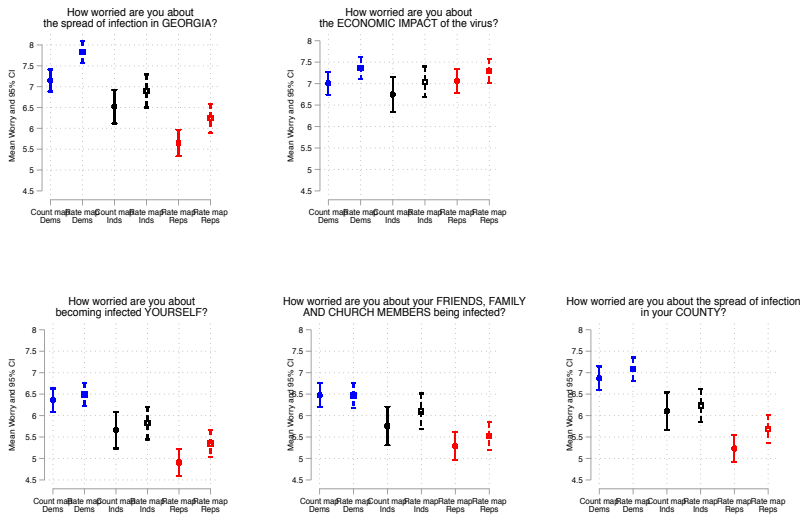 How worried are you about
the spread of infection in GEORGIA?
Mean Worry and 95% CI
8
7.5
7
6.5
6
5.5
5
4.5
Count map Rate map Count map Rate map Count map Rate map
Dems Dems Inds Inds Reps Reps
How worried are you about
the ECONOMIC IMPACT of the virus?
Mean Worry and 95% CI
8
7.5
7
6.5
6
5.5
5
4.5
Count map Rate map Count map Rate map Count map Rate map
Dems Dems Inds Inds Reps Reps
How worried are you about
becoming infected YOURSELF?
Mean Worry and 95% CI
8
7.5
7
6.5
6
5.5
5
4.5
Count map Rate map Count map Rate map Count map Rate map
Dems Dems Inds Inds Reps Reps
How worried are you about your FRIENDS, FAMILY
AND CHURCH MEMBERS being infected?
Mean Worry and 95% CI
8
7.5
7
6.5
6
5.5
5
4.5
Count map Rate map Count map Rate map Count map Rate map
Dems Dems Inds Inds Reps Reps
How worried are you about the spread of infection
in your COUNTY?
Mean Worry and 95% CI
8
7.5
7
6.5
6
5.5
5
4.5
Count map Rate map Count map Rate map Count map Rate map
Dems Dems Inds Inds Reps Reps